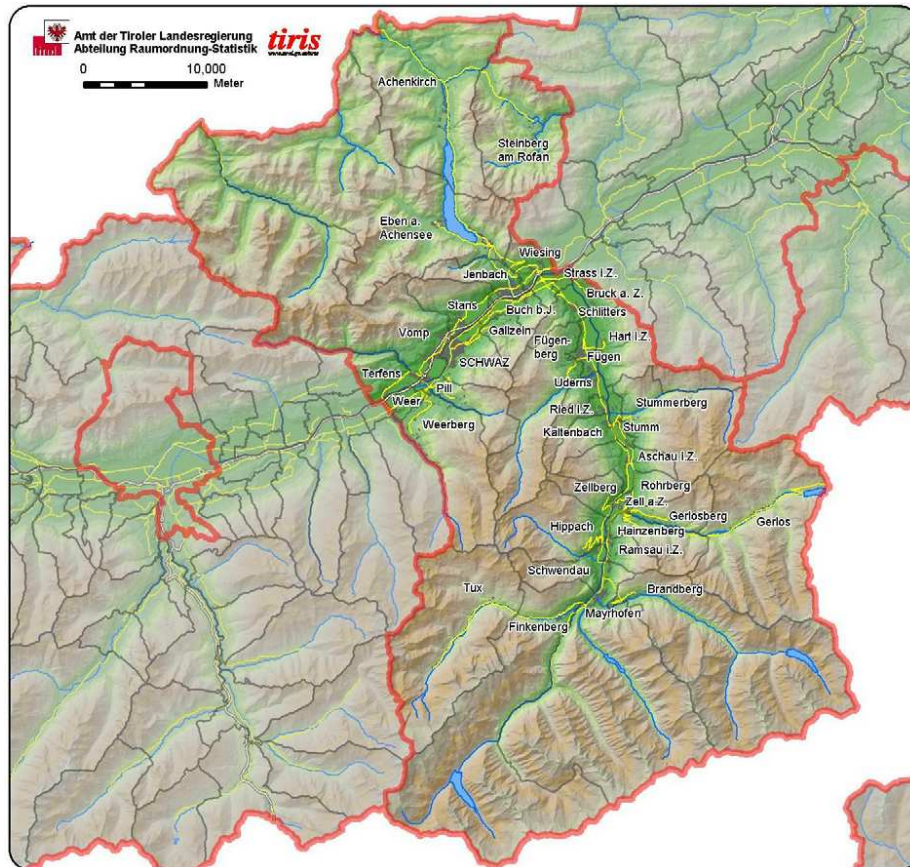 Amt der Tiroler Landesregierung
Abteilung Raumordnung-Statistik
tiris
0 10,000
Meter
Achenkirch
Steinberg
am Rofan
Eben a.
Achensee
Wiesing
Jenbach
Strass i.Z.
Bruck a. Z.
Stans
Buch b.J.
Schlitters
Vomp
Gallzein
Hart i.Z.
Fügen-
berg
SCHWAZ
Fügen
Terfens
Pill
Uderns
Weer
Stummerberg
Ried i.Z.
Weerberg
Stumm
Kaltenbach
Aschau i.Z.
Zellberg
Rohrberg
Zell a.Z.
Gerlosberg
Gerlos
Hippach
Hainzenberg
Ramsau i.Z.
Schwendau
Tux
Brandberg
Mayrhofen
Finkenberg